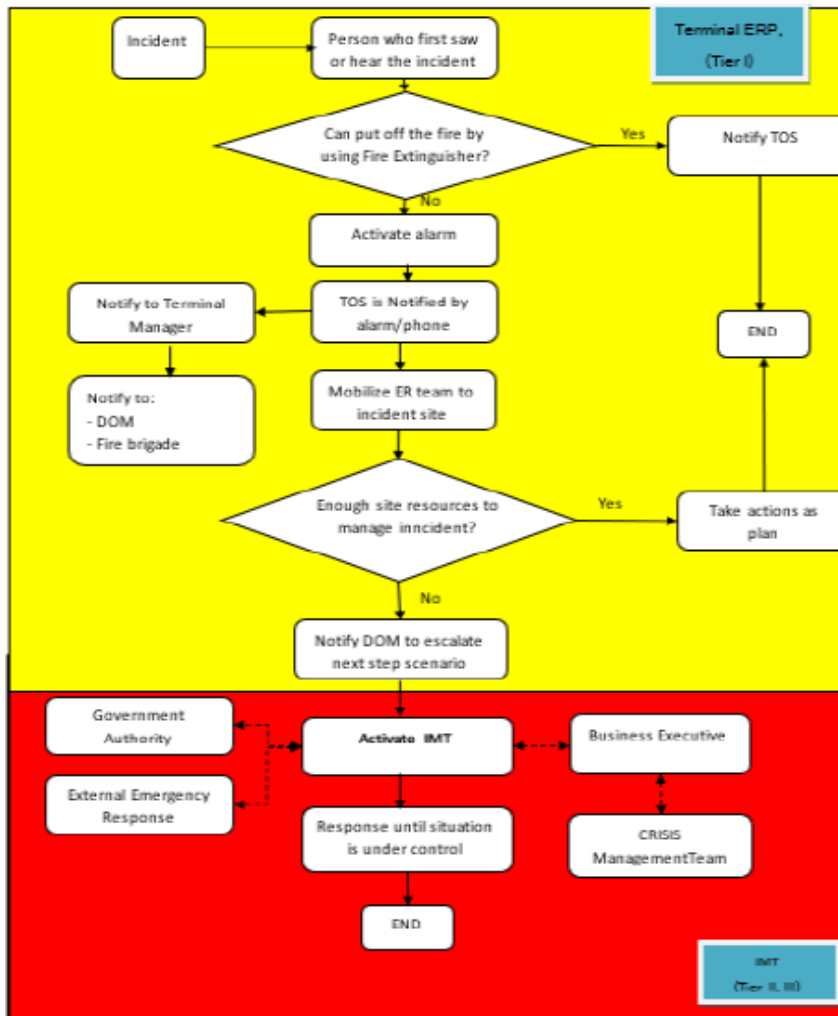 Incident
Person who first saw
or hear the incident
Terminal ERP,
(Tier I)
Can put off the fire by
using Fire Extinguisher?
Yes
Notify TOS
No
Activate alarm
Notify to Terminal
Manager
TOS is Notified by
alarm/phone
END
Notify to:
- DOM
- Fire brigade
Mobilize ER team to
incident site
Enough site resources to
manage inncident?
Yes
Take actions as
plan
No
Notify DOM to escalate
next step scenario
Government
Authority
Activate IMT
Business Executive
External Emergency
Response
Response until situation
is under control
CRISIS
ManagementTeam
END
IMT
(Tier II, III)